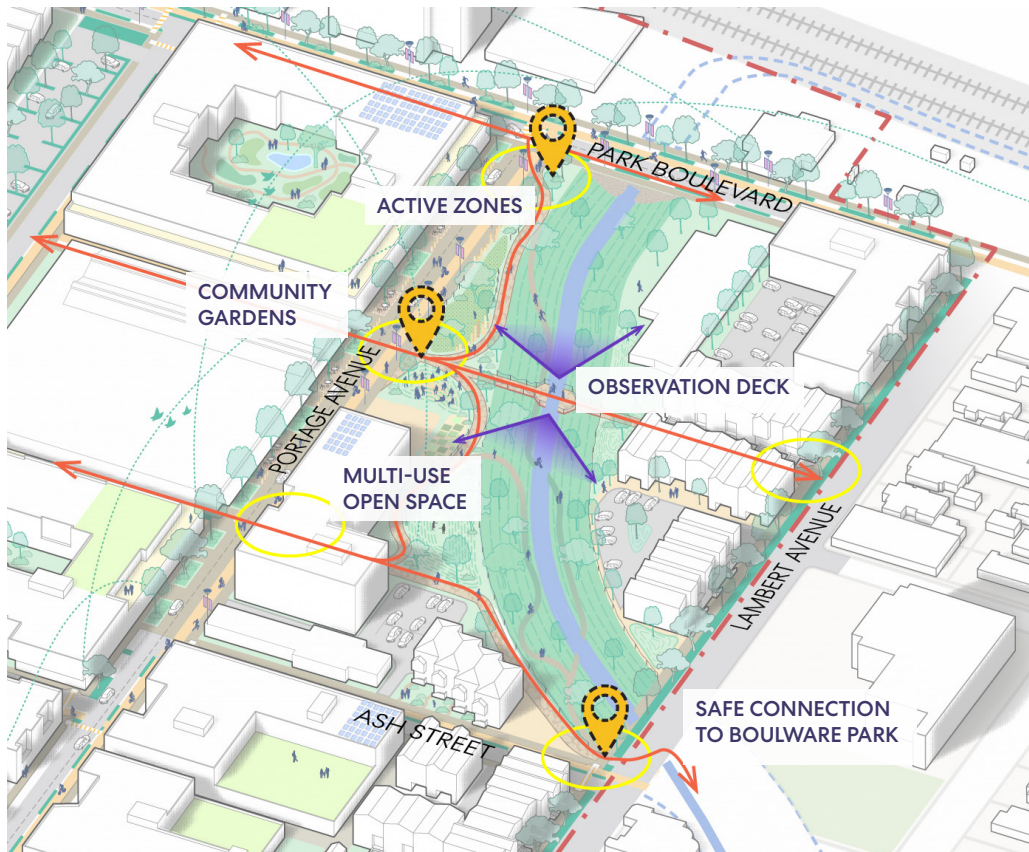 PARK BOULEVARD
ACTIVE ZONES
COMMUNITY
GARDENS
PORTAGE AVENUE
OBSERVATION DECK
MULTI-USE
OPEN SPACE
LAMBERT AVENUE
ASH STREET
SAFE CONNECTION
TO BOULWARE PARK